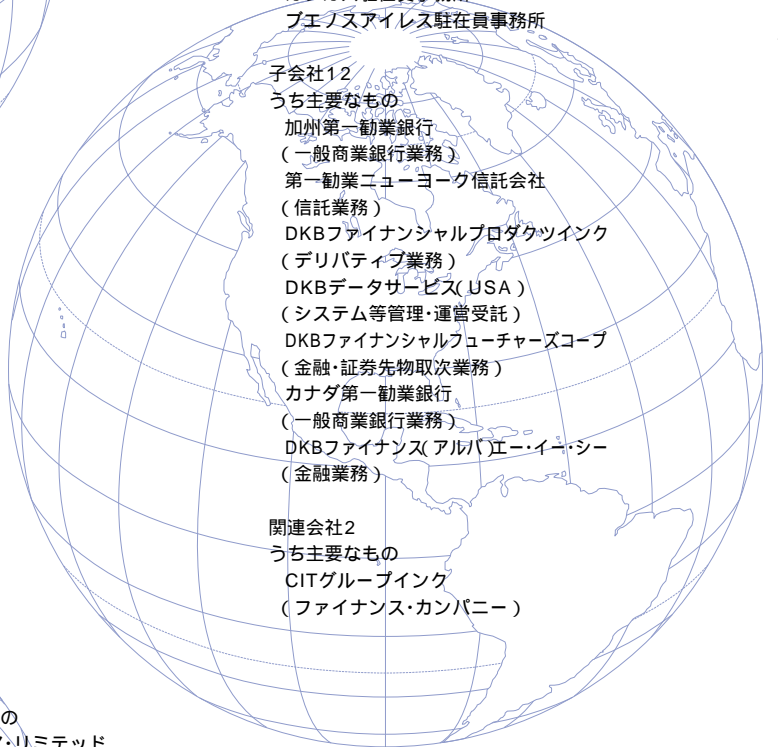 ブエノスアイレス駐在員事務所
子会社12
うち主要なもの
加州第一勧業銀行
(一般商業銀行業務)
第一勧業ニューヨーク信託会社
(信託業務)
DKBファイナンシャルプロダクツインク
(デリバティブ業務)
DKBデータサービス(USA)
(システム等管理・運営受託)
DKBファイナンシャルフューチャーズコープ
(金融・証券先物取次業務)
カナダ第一勧業銀行
(一般商業銀行業務)
DKBファイナンス(アルバ)エー・イー・シー
(金融業務)
関連会社2
うち主要なもの
CITグループインク
(ファイナンス・カンパニー)
の
・リミテッド